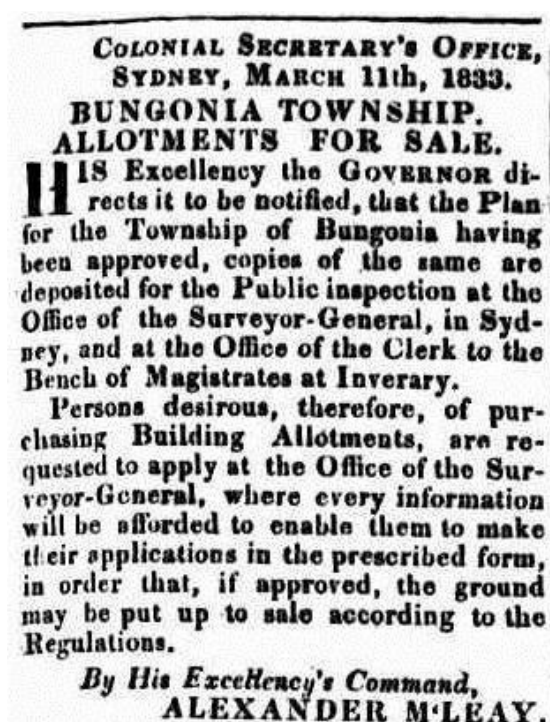 COLONIAL SECRETARY'S OFFICE,
SYDNEY, MARCH 11th, 1833.
BUNGONIA TOWNSHIP.
ALLOTMENTS FOR SALE.
HIS Excellency the GOVERNOR di-
rects it to be notified, that the Plan
for the Township of Bungonia having
been approved, copies of the same are
deposited for the Public inspection at the
Office of the Surveyor-General, in Syd-
ney, and at the Office of the Clerk to the
Bench of Magistrates at Inverary.
Persons desirous, therefore, of pur-
chasing Building Allotments, are re-
quested to apply at the Office of the Sur-
veyor-General, where every information
will be afforded to enable them to make
their applications in the prescribed form,
in order that, if approved, the ground
may be put up to sale according to the
Regulations.
By His Excellency's Command,
ALEXANDER M'LEAY.